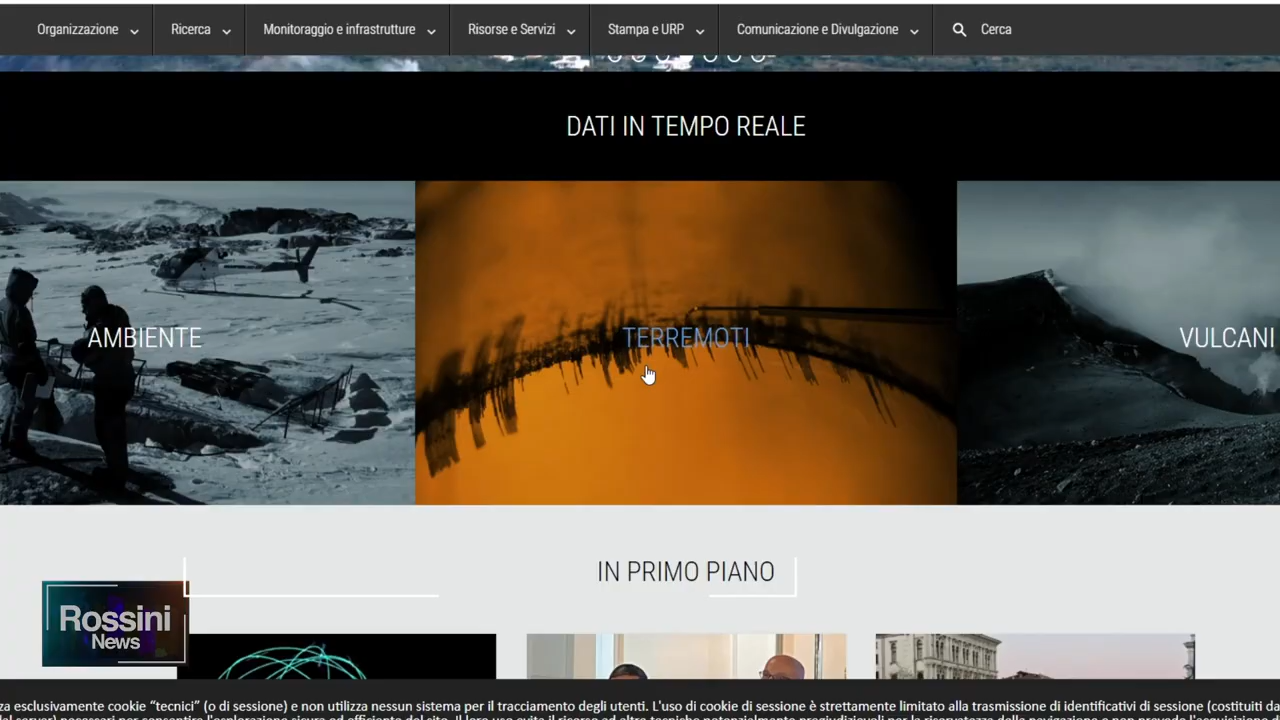 Organizzazione
Ricerca
Monitoraggio e infrastrutture
Risorse e Servizi
Stampa e URP
Comunicazione e Divulgazione
Cerca
DATI IN TEMPO REALE
AMBIENTE
TERREMOTI
VULCANI
IN PRIMO PIANO
Rossini
News
za esclusivamente cookie “tecnici” (o di sessione) e non utilizza nessun sistema per il tracciamento degli utenti. L'uso di cookie di sessione è strettamente limitato alla trasmissione di identificativi di sessione (costituiti da